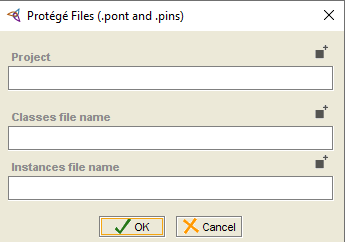 Protégé Files (.pont and .pins)
Project
Classes file name
Instances file name
OK
Cancel